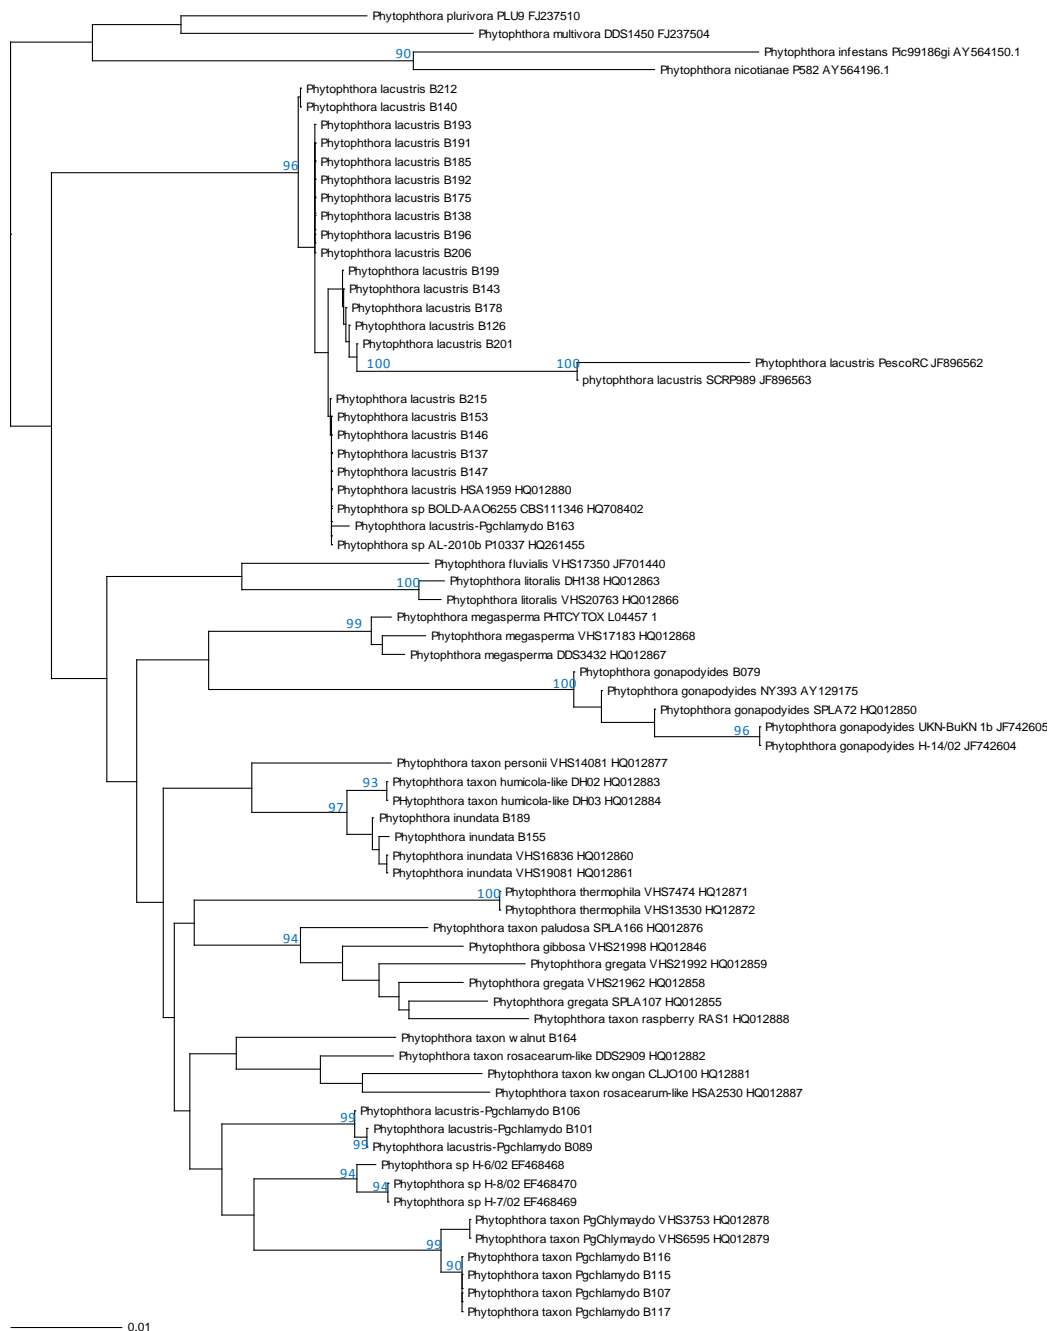 Phytophthora plurivora PLU9 FJ237510
Phytophthora multivora DDS1450 FJ237504
90
Phytophthora infestans Pic99186gi AY564150.1
Phytophthora nicotianae P582 AY564196.1
Phytophthora lacustris B212
Phytophthora lacustris B140
Phytophthora lacustris B193
Phytophthora lacustris B191
96
Phytophthora lacustris B185
Phytophthora lacustris B192
Phytophthora lacustris B175
Phytophthora lacustris B138
Phytophthora lacustris B196
Phytophthora lacustris B206
Phytophthora lacustris B199
Phytophthora lacustris B143
Phytophthora lacustris B178
Phytophthora lacustris B126
Phytophthora lacustris B201
100
100
Phytophthora lacustris PescoRC JF896562
phytophthora lacustris SCRP989 JF896563
Phytophthora lacustris B215
Phytophthora lacustris B153
Phytophthora lacustris B146
Phytophthora lacustris B137
Phytophthora lacustris B147
Phytophthora lacustris HSA1959 HQ012880
Phytophthora sp BOLD-AAO6255 CBS111346 HQ708402
Phytophthora lacustris-Pgchlamydo B163
Phytophthora sp AL-2010b P10337 HQ261455
Phytophthora fluvialis VHS17350 JF701440
100
Phytophthora litoralis DH138 HQ012863
Phytophthora litoralis VHS20763 HQ012866
Phytophthora megasperma PHTCYTOX L04457 1
99
Phytophthora megasperma VHS17183 HQ012868
Phytophthora megasperma DDS3432 HQ012867
Phytophthora gonapodyides B079
100
Phytophthora gonapodyides NY393 AY129175
Phytophthora gonapodyides SPLA72 HQ012850
96
Phytophthora gonapodyides UKN-BuKN 1b JF742605
Phytophthora gonapodyides H-14/02 JF742604
Phytophthora taxon personii VHS14081 HQ012877
93
Phytophthora taxon humicola-like DH02 HQ012883
PHytophthora taxon humicola-like DH03 HQ012884
97
Phytophthora inundata B189
Phytophthora inundata B155
Phytophthora inundata VHS16836 HQ012860
Phytophthora inundata VHS19081 HQ012861
100
Phytophthora thermophila VHS7474 HQ12871
Phytophthora thermophila VHS13530 HQ12872
Phytophthora taxon paludosa SPLA166 HQ012876
94
Phytophthora gibbosa VHS21998 HQ012846
Phytophthora gregata VHS21992 HQ012859
Phytophthora gregata VHS21962 HQ012858
Phytophthora gregata SPLA107 HQ012855
Phytophthora taxon raspberry RAS1 HQ012888
Phytophthora taxon walnut B164
Phytophthora taxon rosacearum-like DDS2909 HQ012882
Phytophthora taxon kwongan CLJO100 HQ12881
Phytophthora taxon rosacearum-like HSA2530 HQ012887
Phytophthora lacustris-Pgchlamydo B106
99
Phytophthora lacustris-Pgchlamydo B101
99
Phytophthora lacustris-Pgchlamydo B089
Phytophthora sp H-6/02 EF468468
94
94
Phytophthora sp H-8/02 EF468470
Phytophthora sp H-7/02 EF468469
Phytophthora taxon PgChlymaydo VHS3753 HQ012878
Phytophthora taxon PgChlymaydo VHS6595 HQ012879
99
Phytophthora taxon Pgchlamydo B116
90
Phytophthora taxon Pgchlamydo B115
Phytophthora taxon Pgchlamydo B107
Phytophthora taxon Pgchlamydo B117
0.01